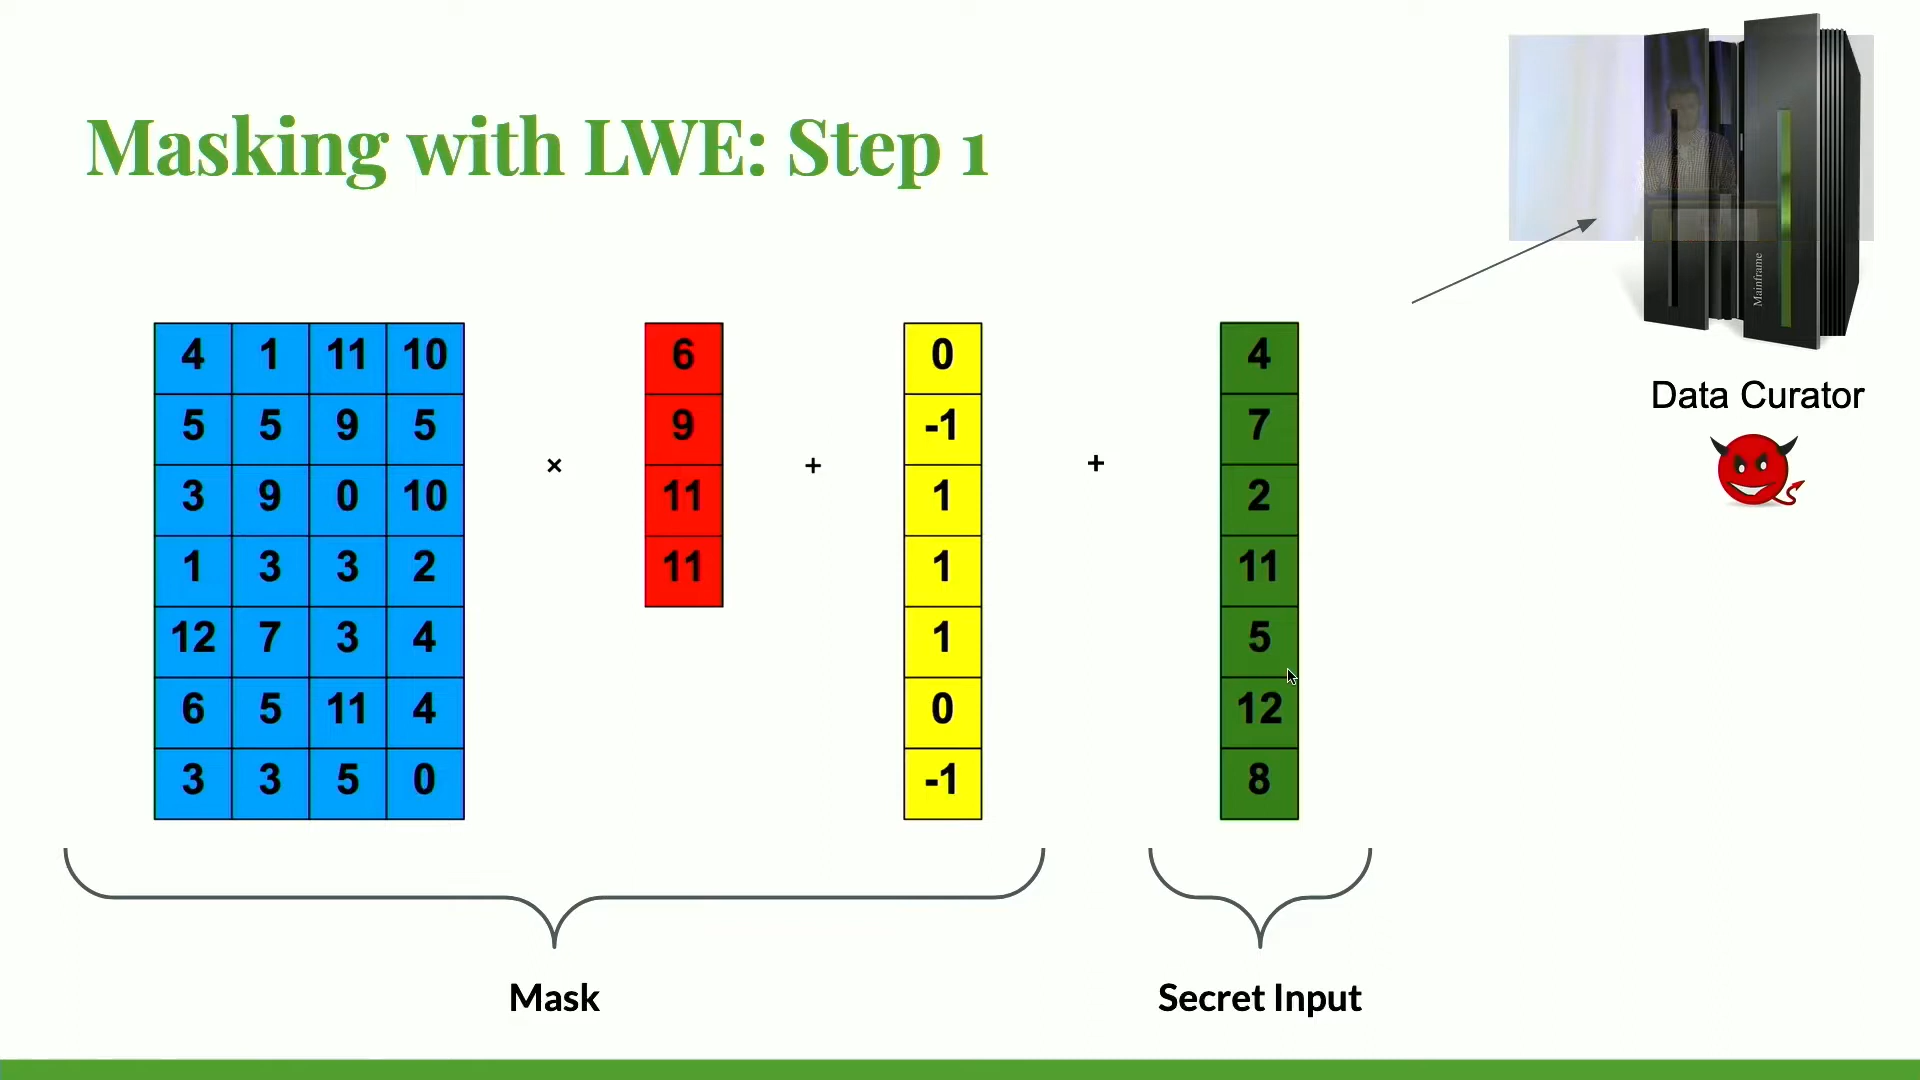 Masking with LWE: Step 1
Mainframe
Data Curator
4 1 11 10
5 5 9 5
3 9 0 10
1 3 3 2
12 7 3 4
6 5 11 4
3 3 5 0
×
6
9
11
11
+
0
-1
1
1
1
0
-1
+
4
7
2
11
5
12
8
Mask
Secret Input